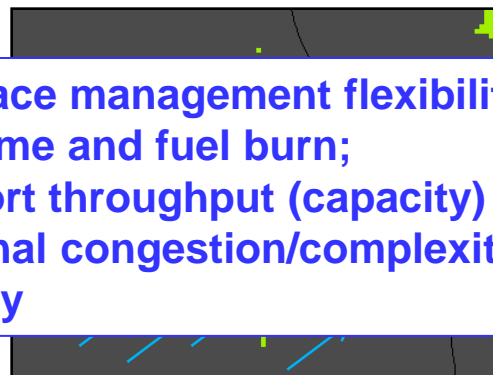 ace management flexibilit
me and fuel burn;
ort throughput (capacity)
nal congestion/complexit
y